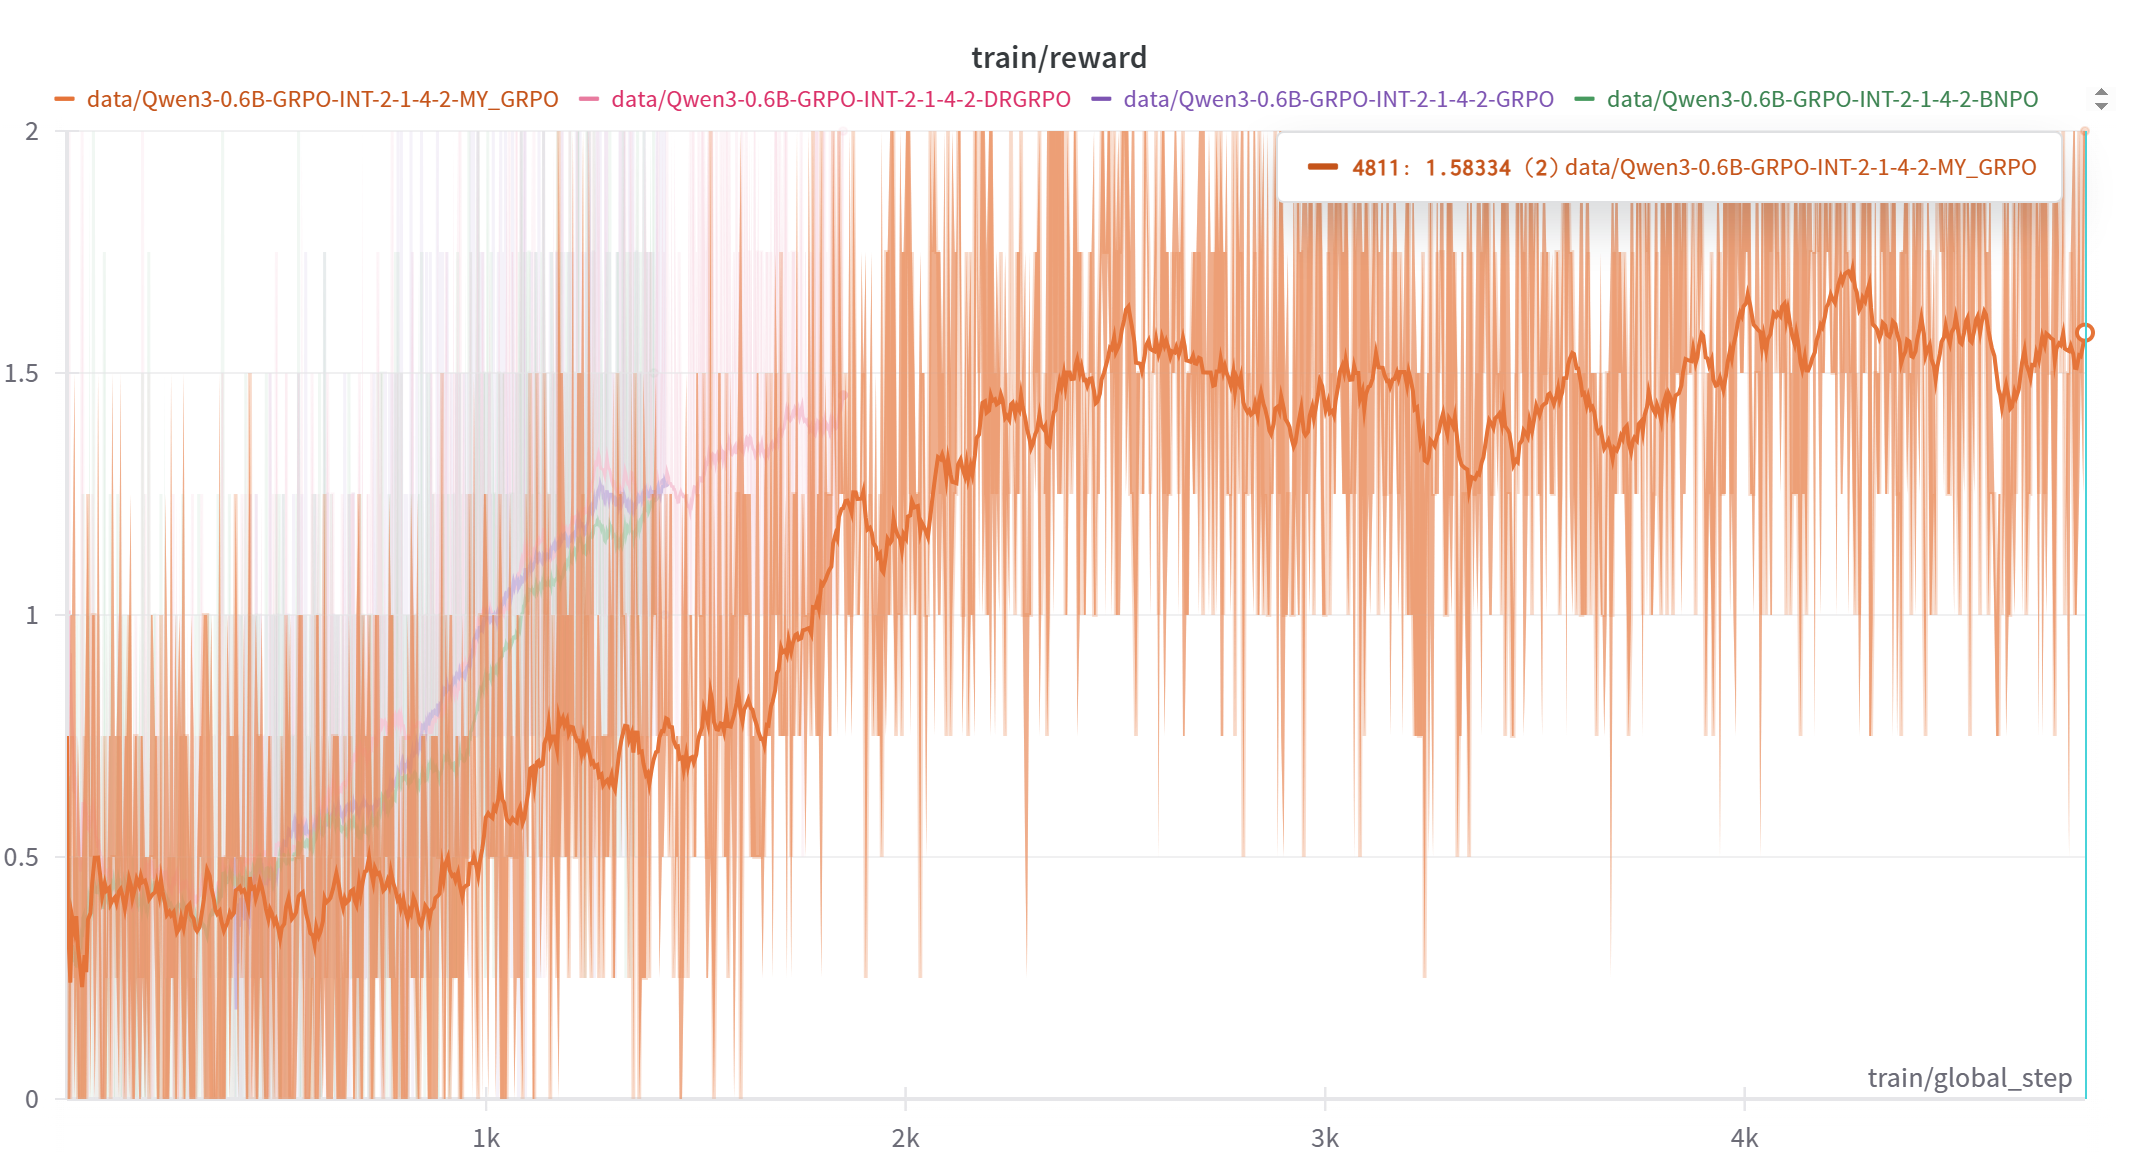 train/reward
data/Qwen3-0.6B-GRPO-INT-2-1-4-2-MY_GRPO data/Qwen3-0.6B-GRPO-INT-2-1-4-2-DRGRPO data/Qwen3-0.6B-GRPO-INT-2-1-4-2-GRPO data/Qwen3-0.6B-GRPO-INT-2-1-4-2-BNPO
2
4811: 1.58334 (2) data/Qwen3-0.6B-GRPO-INT-2-1-4-2-MY_GRPO
1.5
1
0.5
train/global_step
0
1k 2k 3k 4k